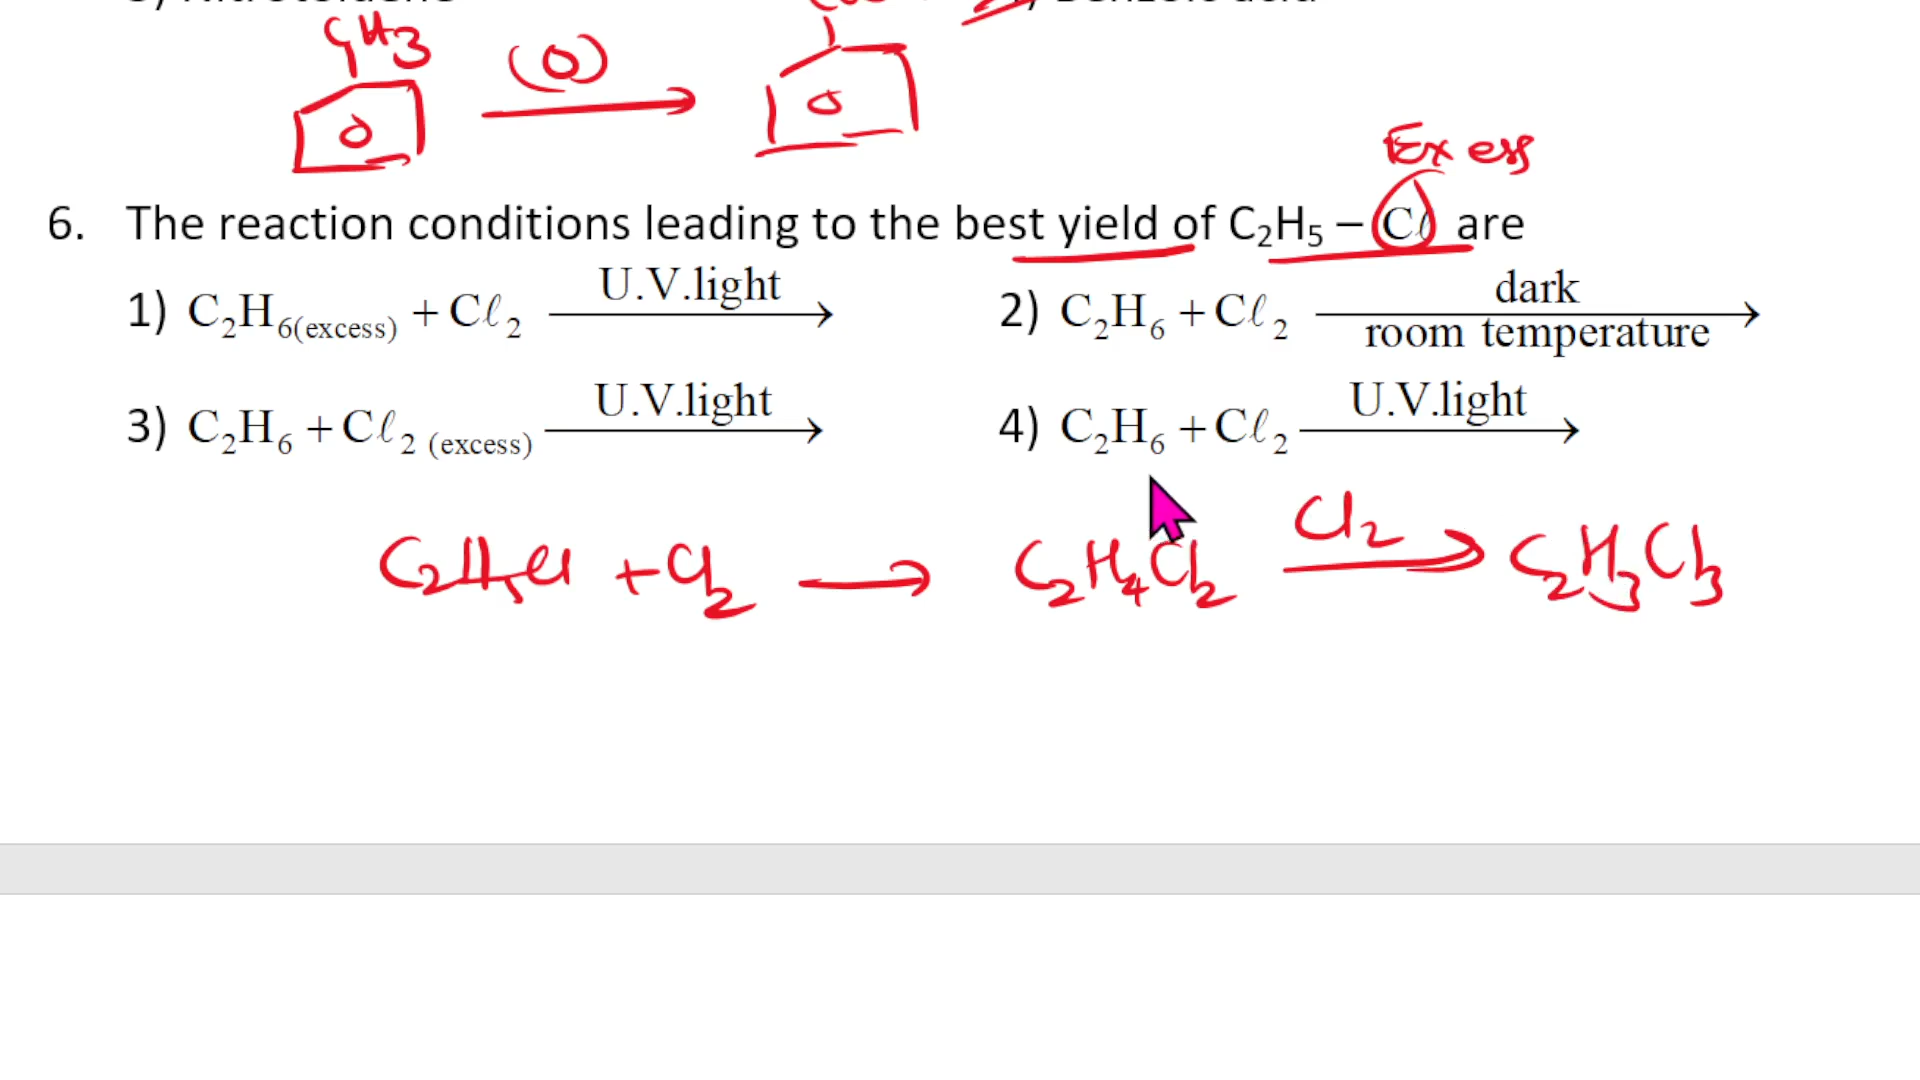 CH3
(O)
Exess
6. The reaction conditions leading to the best yield of C₂H₅ – Cℓ are
1) C₂H₆(excess) + Cℓ₂ U.V.light →
2) C₂H₆ + Cℓ₂ dark room temperature →
3) C₂H₆ + Cℓ₂ (excess) U.V.light →
4) C₂H₆ + Cℓ₂ U.V.light →
C₂H₅Cl + Cl₂ → C₂H₄Cl₂ Cl₂ → C₂H₃Cl₃